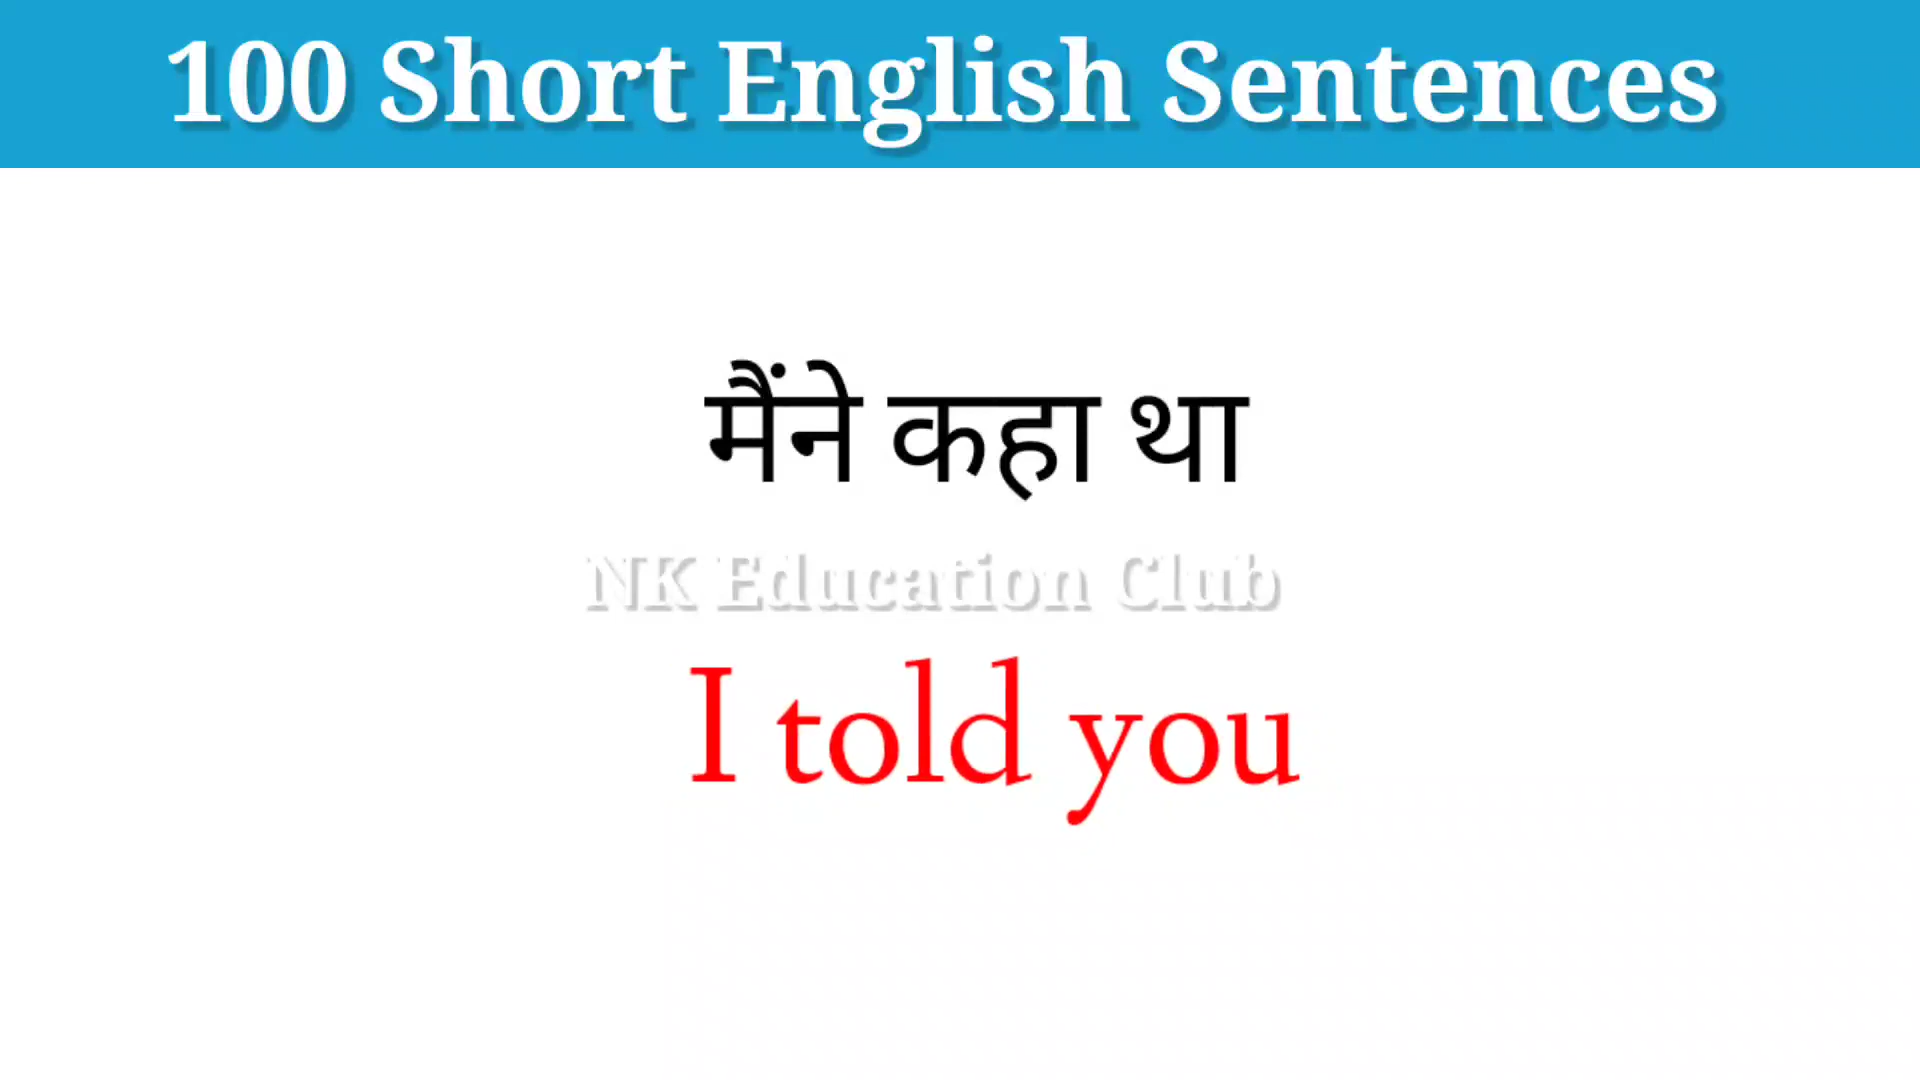 100 Short English Sentences
मैंने कहा था
NK Education Club
I told you